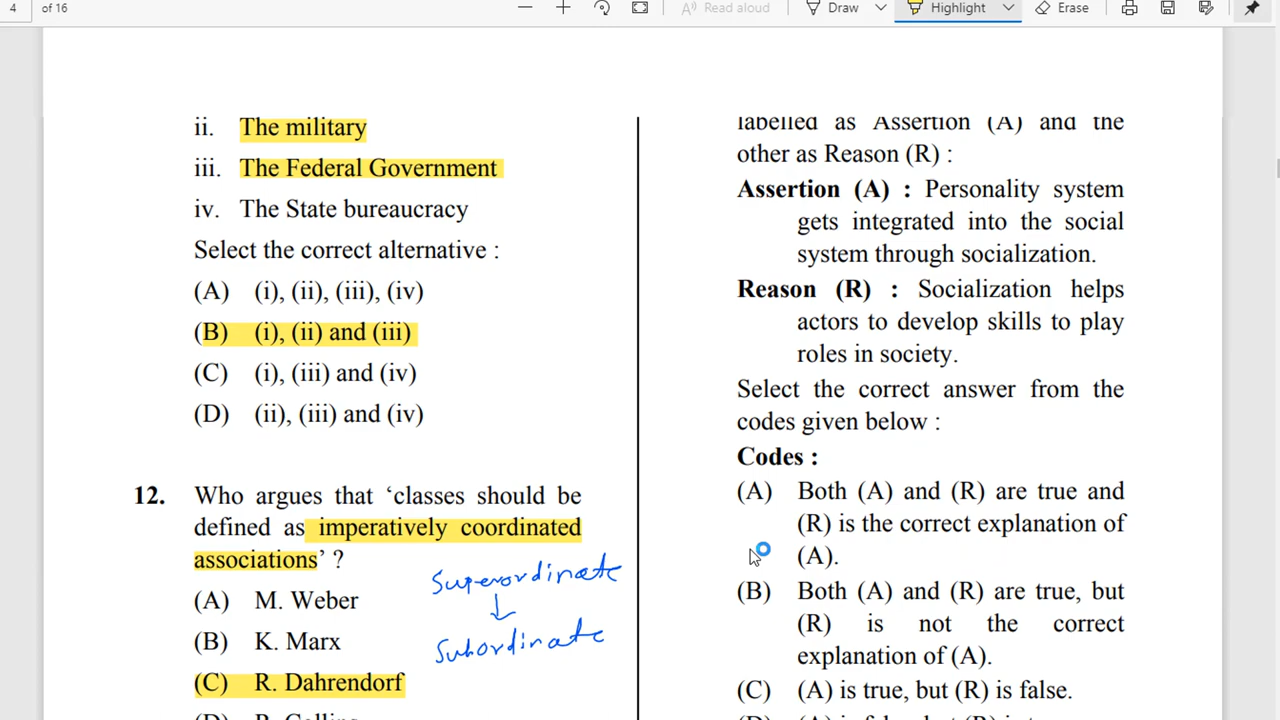 4 of 16
Read aloud
Draw
Highlight
Erase
ii. The military
iii. The Federal Government
iv. The State bureaucracy
Select the correct alternative :
(A) (i), (ii), (iii), (iv)
(B) (i), (ii) and (iii)
(C) (i), (iii) and (iv)
(D) (ii), (iii) and (iv)
12. Who argues that ‘classes should be
defined as imperatively coordinated
associations’ ?
(A) M. Weber
(B) K. Marx
(C) R. Dahrendorf
(D) R. Collins
Superordinate
↓
Subordinate
labelled as Assertion (A) and the
other as Reason (R) :
Assertion (A) : Personality system
gets integrated into the social
system through socialization.
Reason (R) : Socialization helps
actors to develop skills to play
roles in society.
Select the correct answer from the
codes given below :
Codes :
(A) Both (A) and (R) are true and
(R) is the correct explanation of
(A).
(B) Both (A) and (R) are true, but
(R) is not the correct
explanation of (A).
(C) (A) is true, but (R) is false.
(D) (A) is false, but (R) is true.